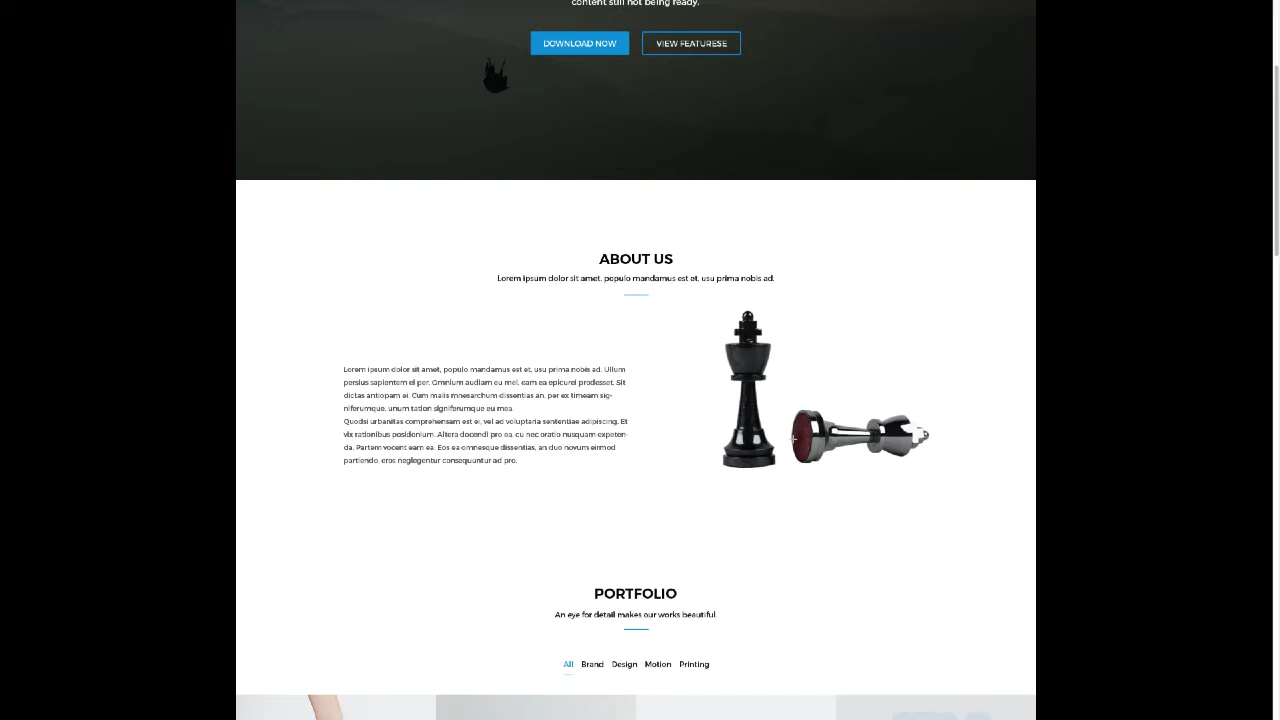 content still not being ready.
DOWNLOAD NOW
VIEW FEATURESE
ABOUT US
Lorem ipsum dolor sit amet, populo mandamus est et, usu prima nobis ad.
Lorem ipsum dolor sit amet, populo mandamus est et, usu prima nobis ad. Ullum
persius sapientem el per. Omnium audiam eu mel, eam ea epicurei prodesset. Sit
dictas antiopam ei. Cum malis mnesarchum dissentias an, per ex timeam sig-
niferumque, unum tation signiferumque eu mea.
Quodsi urbanitas comprehensam est ei, vel ad voluptaria sententiae adipiscing. Et
vix rationibus posidonium. Altera docendi pro ea, cu nec oratio nusquam expeten-
da. Partem vocent eam ea. Eos ea omnesque dissentias, an duo novum eirmod
partiendo, eros neglegentur consequuntur ad pro.
PORTFOLIO
An eye for detail makes our works beautiful.
All Brand Design Motion Printing